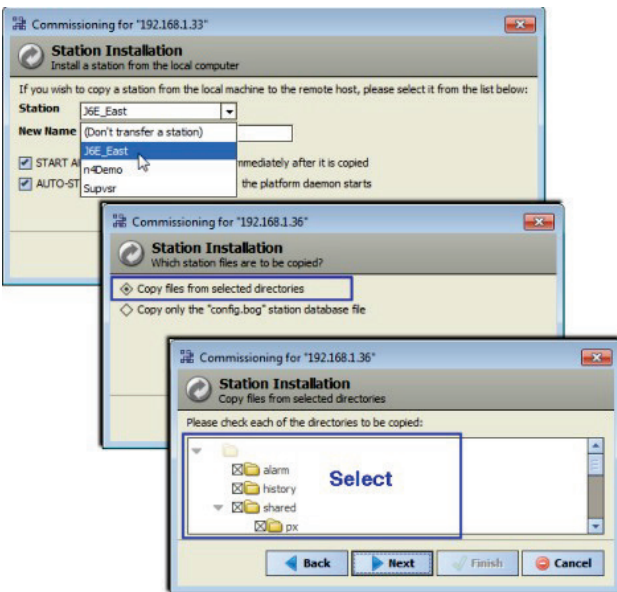 Commissioning for "192.168.1.33"
Station Installation
Install a station from the local computer
If you wish to copy a station from the local machine to the remote host, please select it from the list below:
Station J6E_East
New Name (Don't transfer a station)
J6E_East
START mmediately after it is copied
n4Demo
AUTO-ST the platform daemon starts
Supvsr
Commissioning for "192.168.1.36"
Station Installation
Which station files are to be copied?
Copy files from selected directories
Copy only the "config.bog" station database file
Commissioning for "192.168.1.36"
Station Installation
Copy files from selected directories
Please check each of the directories to be copied:
alarm
history
Select
shared
px
Back Next Finish Cancel